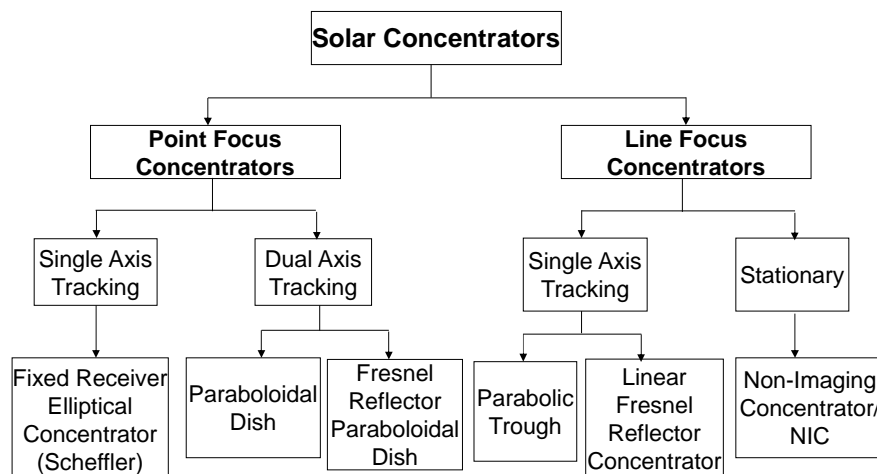 Solar Concentrators
Point Focus
Concentrators
Line Focus
Concentrators
Single Axis
Tracking
Dual Axis
Tracking
Single Axis
Tracking
Stationary
Fixed Receiver
Elliptical
Concentrator
(Scheffler)
Paraboloidal
Dish
Fresnel
Reflector
Paraboloidal
Dish
Parabolic
Trough
Linear
Fresnel
Reflector
Concentrator
Non-Imaging
Concentrator/
NIC